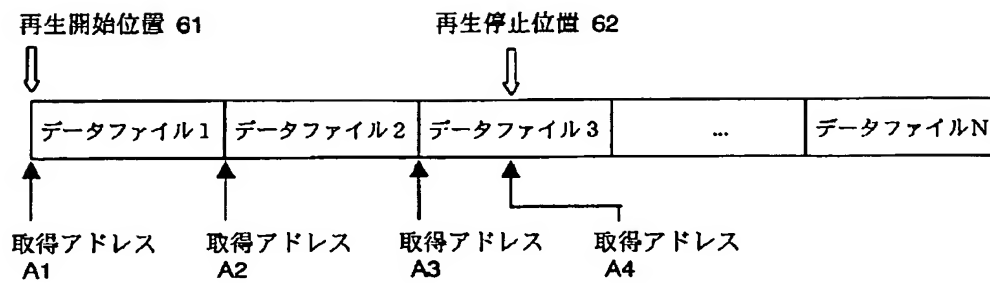 再生開始位置 61
再生停止位置 62
データファイル1
データファイル2
データファイル3
...
データファイルN
取得アドレス
A1
取得アドレス
A2
取得アドレス
A3
取得アドレス
A4